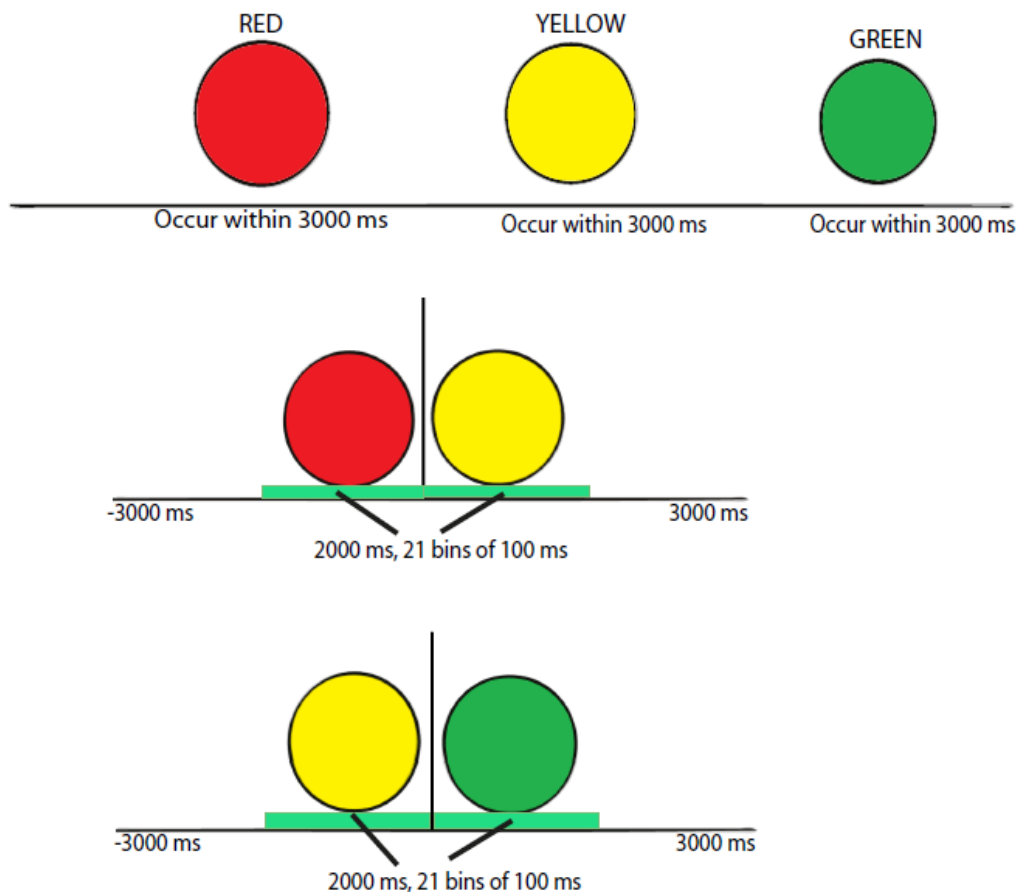 RED
YELLOW
GREEN
Occur within 3000 ms
Occur within 3000 ms
Occur within 3000 ms
-3000 ms
3000 ms
2000 ms, 21 bins of 100 ms
-3000 ms
3000 ms
2000 ms, 21 bins of 100 ms